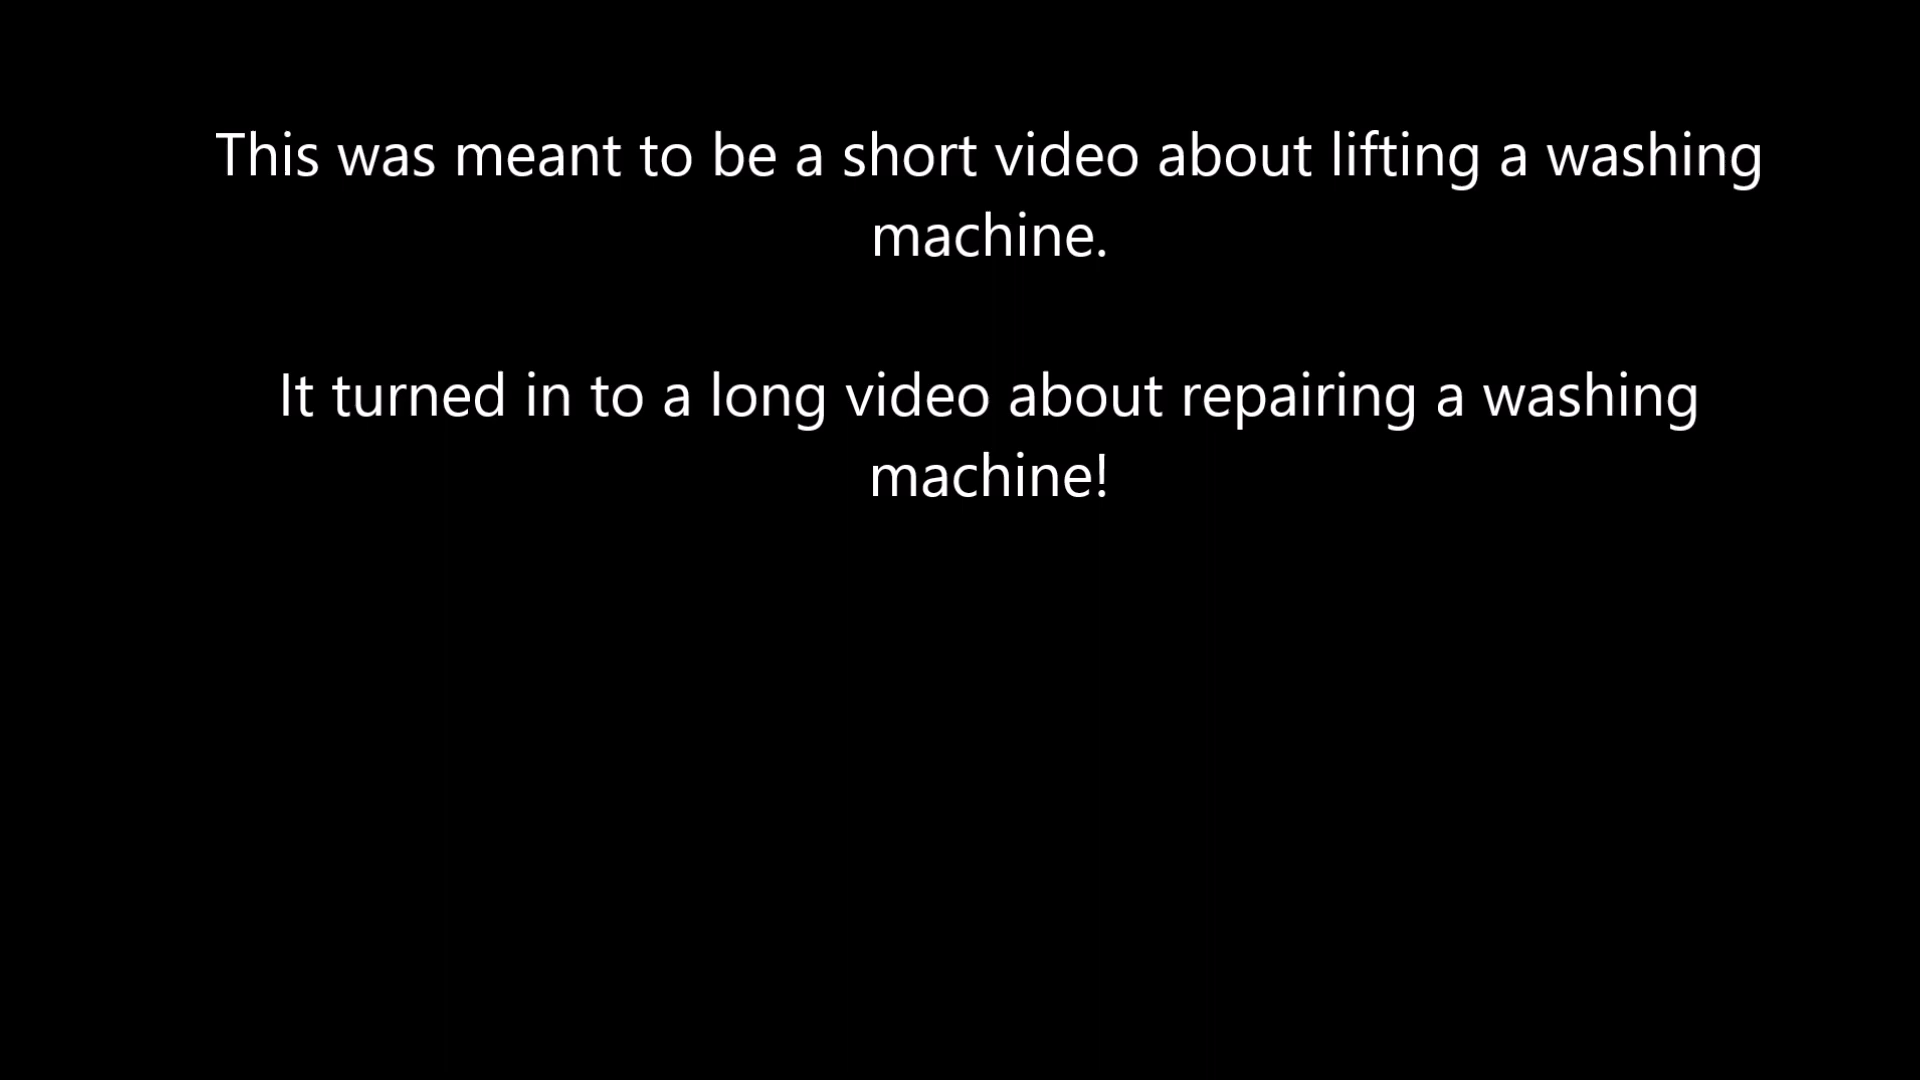 This was meant to be a short video about lifting a washing
machine.
It turned in to a long video about repairing a washing
machine!